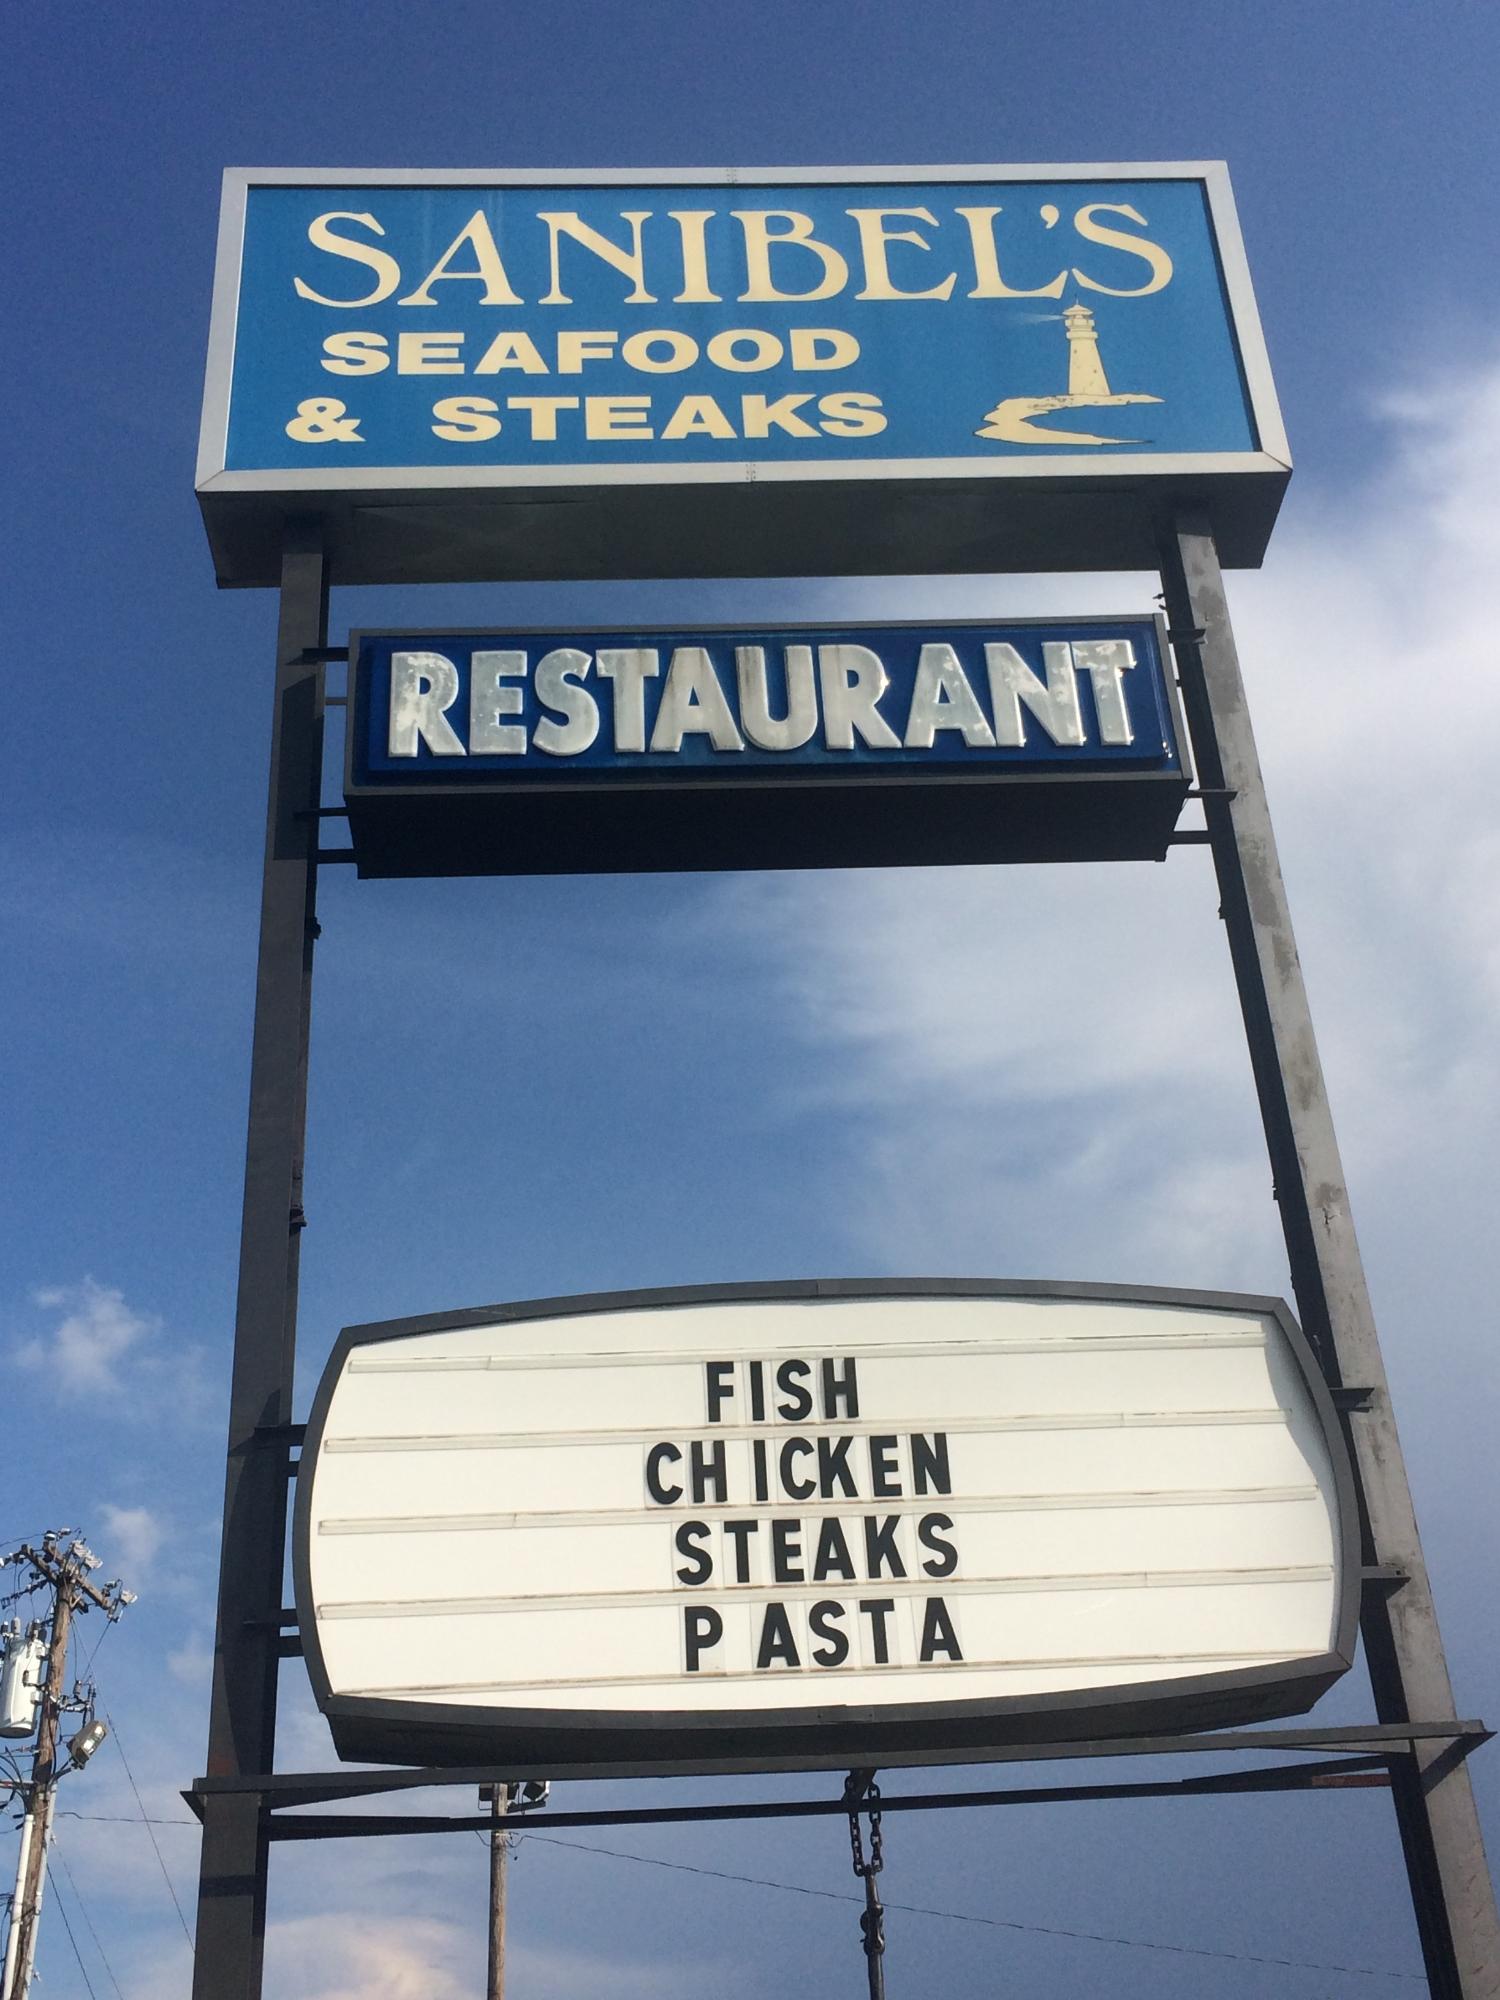 SANIBEL'S
SEAFOOD
& STEAKS
RESTAURANT
FISH
CHICKEN
STEAKS
PASTA